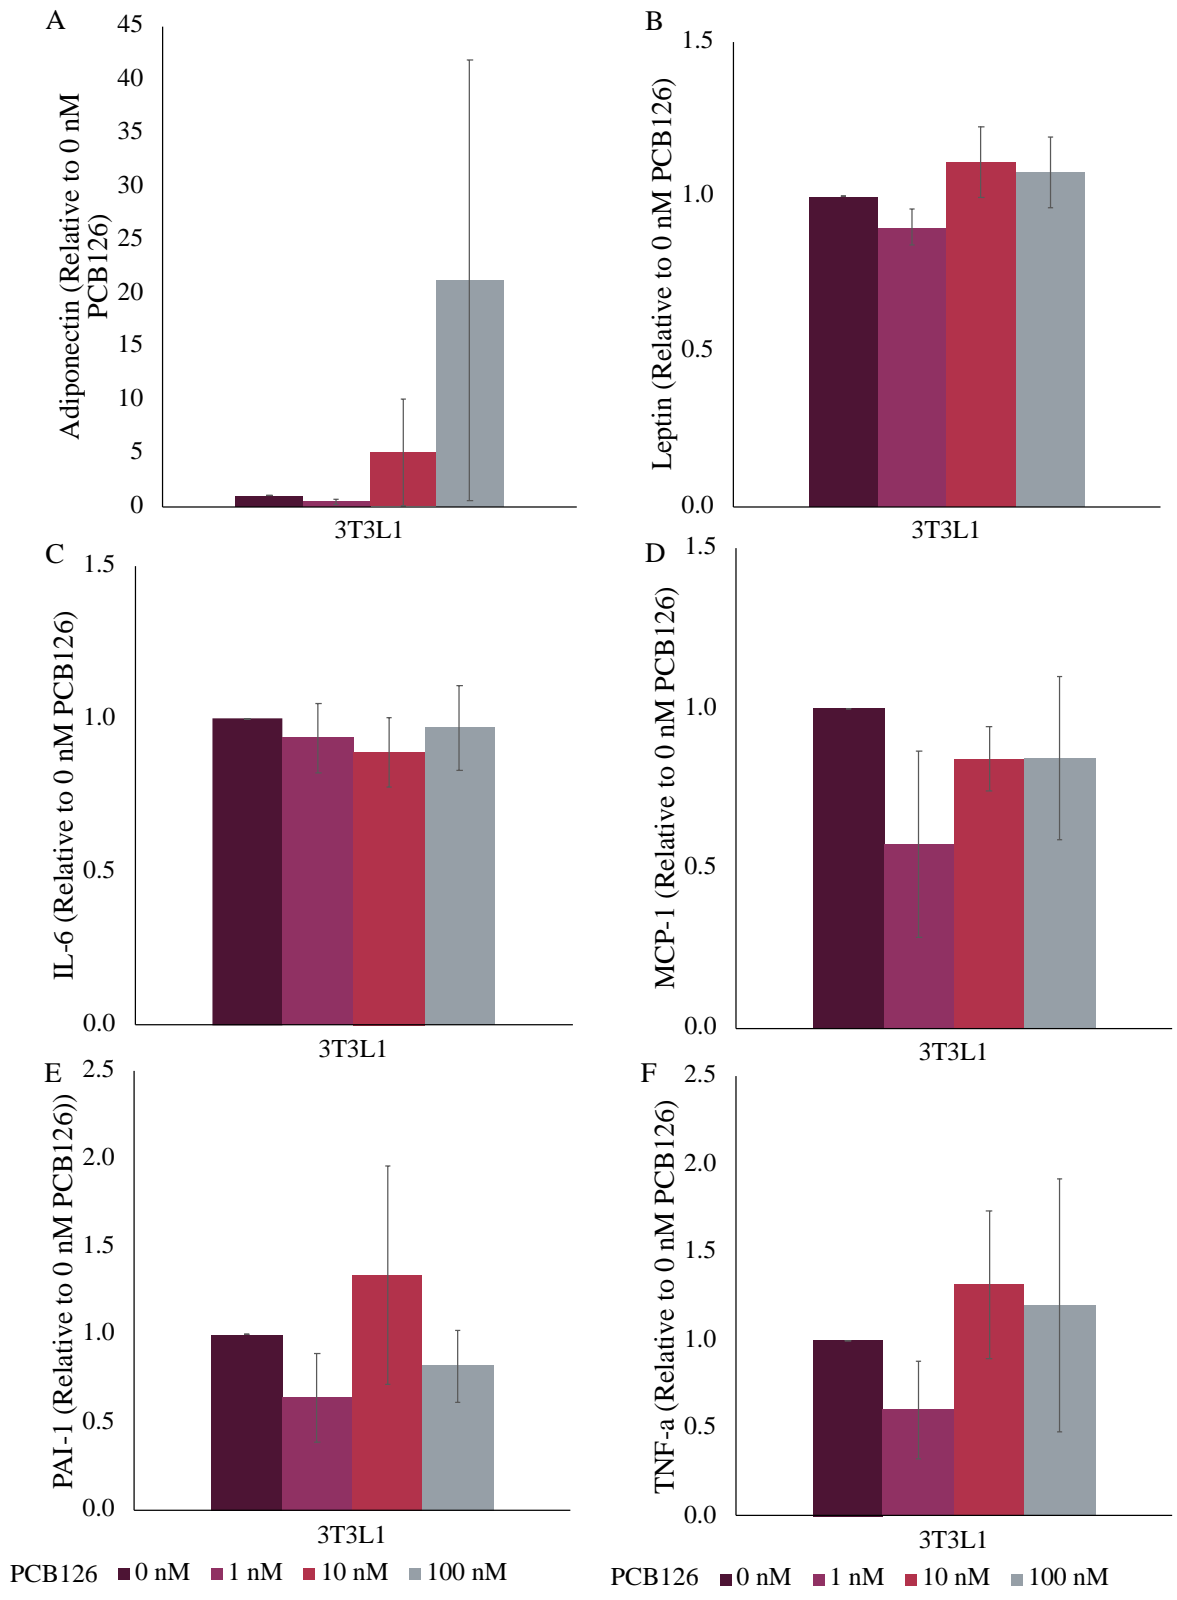 A
45
40
35
30
25
20
15
10
5
0
Adiponectin (Relative to 0 nM
PCB126)
3T3L1
B
1.5
1.0
0.5
0.0
Leptin (Relative to 0 nM PCB126)
3T3L1
C
1.5
1.0
0.5
0.0
IL-6 (Relative to 0 nM PCB126)
3T3L1
D
1.5
1.0
0.5
0.0
MCP-1 (Relative to 0 nM PCB126)
3T3L1
E
2.5
2.0
1.5
1.0
0.5
0.0
PAI-1 (Relative to 0 nM PCB126))
3T3L1
F
2.5
2.0
1.5
1.0
0.5
0.0
TNF-a (Relative to 0 nM PCB126)
3T3L1
PCB126 0 nM 1 nM 10 nM 100 nM
PCB126 0 nM 1 nM 10 nM 100 nM